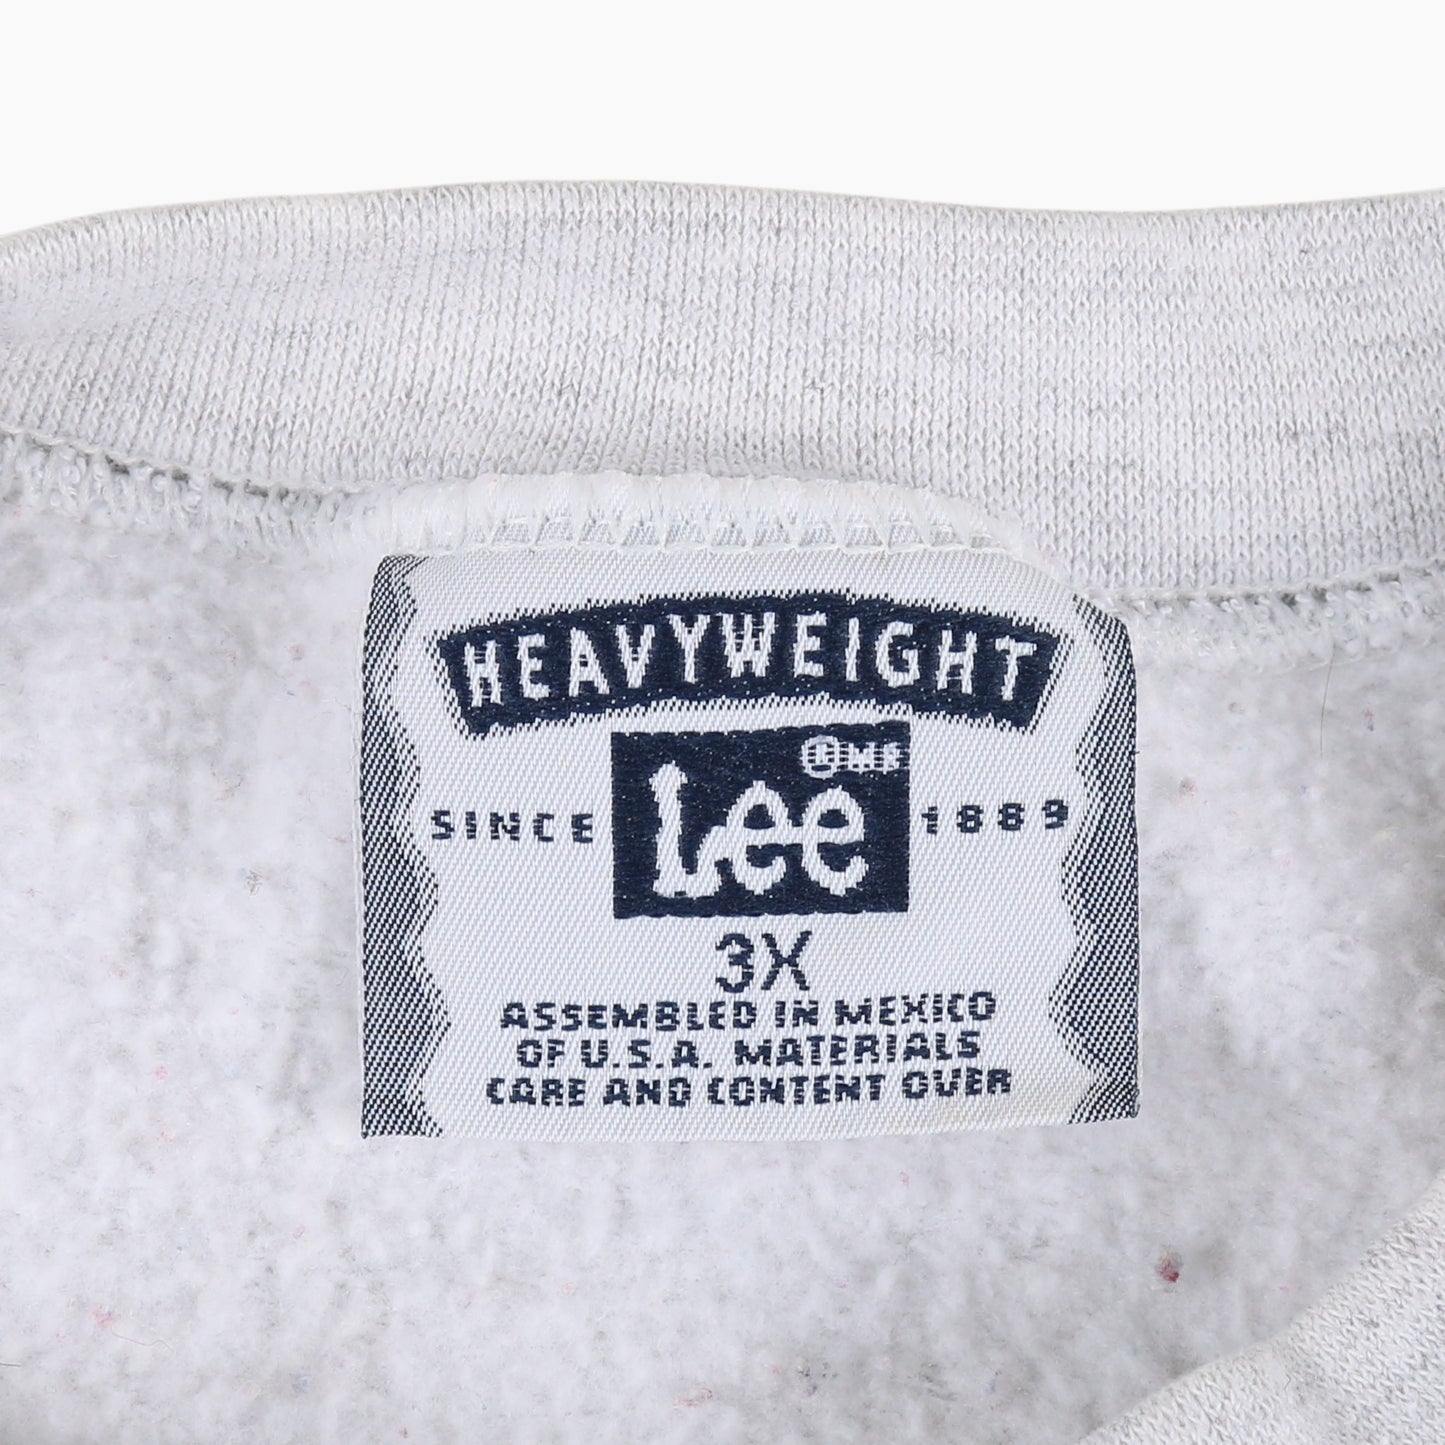 HEAVYWEIGHT
Lee
SINCE 1889
3X
ASSEMBLED IN MEXICO
OF U.S.A. MATERIALS
CARE AND CONTENT OVER